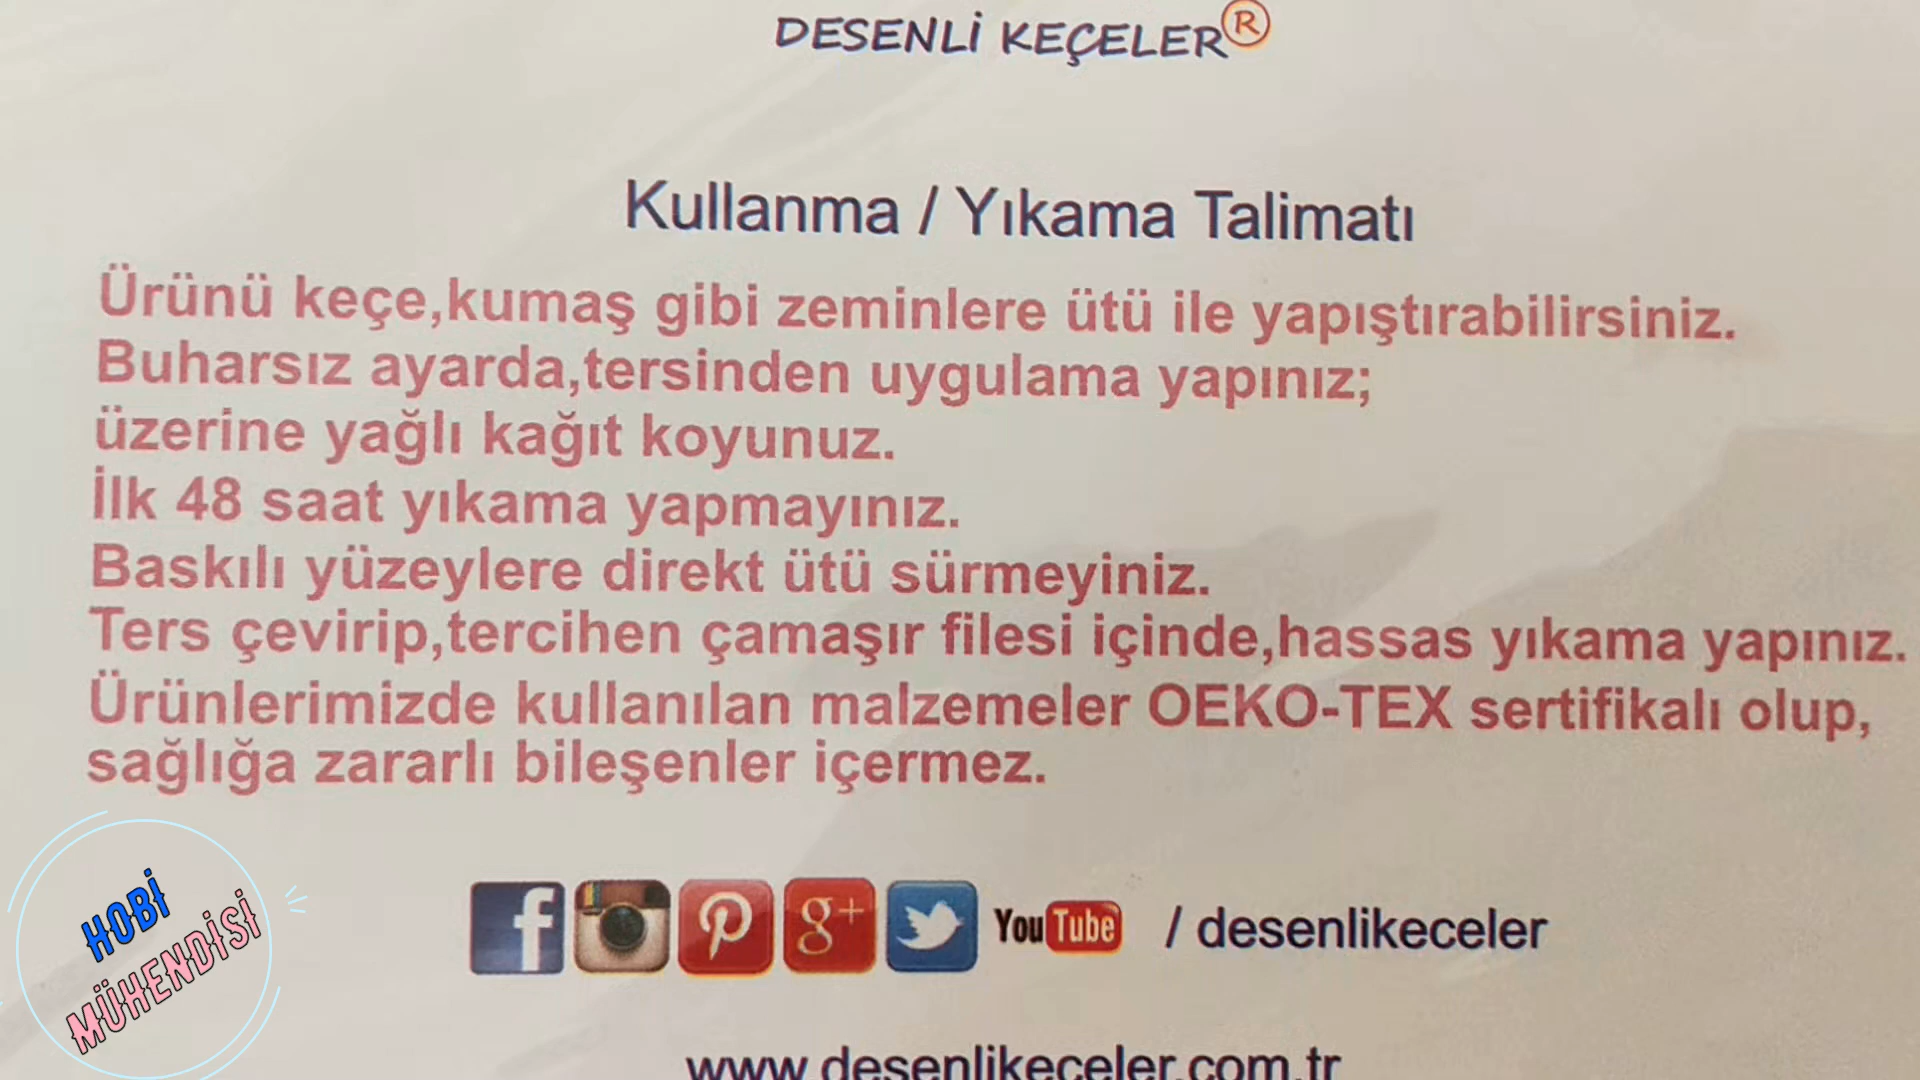 DESENLİ KEÇELER®
Kullanma / Yıkama Talimatı
Ürünü keçe,kumaş gibi zeminlere ütü ile yapıştırabilirsiniz.
Buharsız ayarda,tersinden uygulama yapınız;
üzerine yağlı kağıt koyunuz.
İlk 48 saat yıkama yapmayınız.
Baskılı yüzeylere direkt ütü sürmeyiniz.
Ters çevirip,tercihen çamaşır filesi içinde,hassas yıkama yapınız.
Ürünlerimizde kullanılan malzemeler OEKO-TEX sertifikalı olup,
sağlığa zararlı bileşenler içermez.
f g+ YouTube / desenlikeceler
HOBİ
MÜHENDİSİ
www.desenlikeceler.com.tr